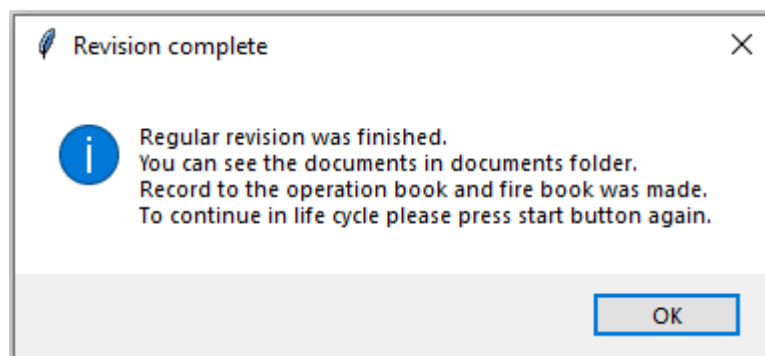 Revision complete
Regular revision was finished.
You can see the documents in documents folder.
Record to the operation book and fire book was made.
To continue in life cycle please press start button again.
OK